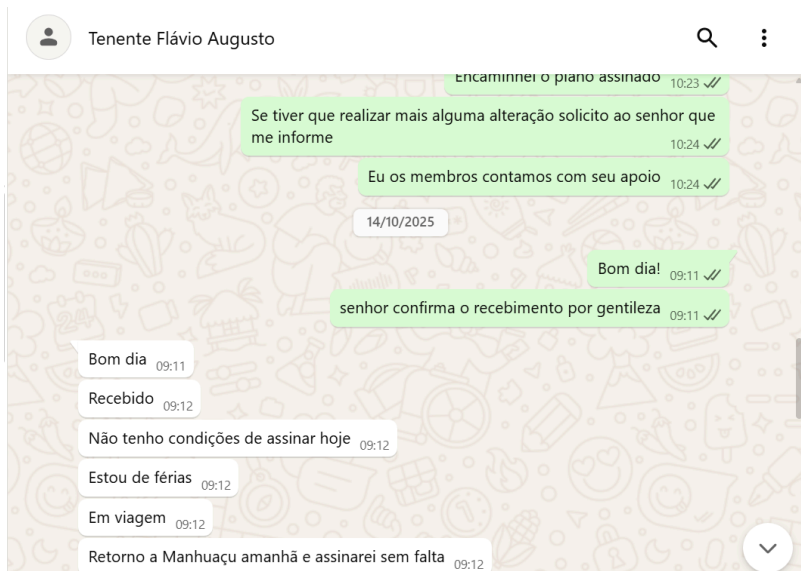 Tenente Flávio Augusto
Encaminhei o plano assinado 10:23
Se tiver que realizar mais alguma alteração solicito ao senhor que
me informe
10:24
Eu os membros contamos com seu apoio 10:24
14/10/2025
Bom dia! 09:11
senhor confirma o recebimento por gentileza 09:11
Bom dia 09:11
Recebido 09:12
Não tenho condições de assinar hoje 09:12
Estou de férias 09:12
Em viagem 09:12
Retorno a Manhuaçu amanhã e assinarei sem falta 09:12